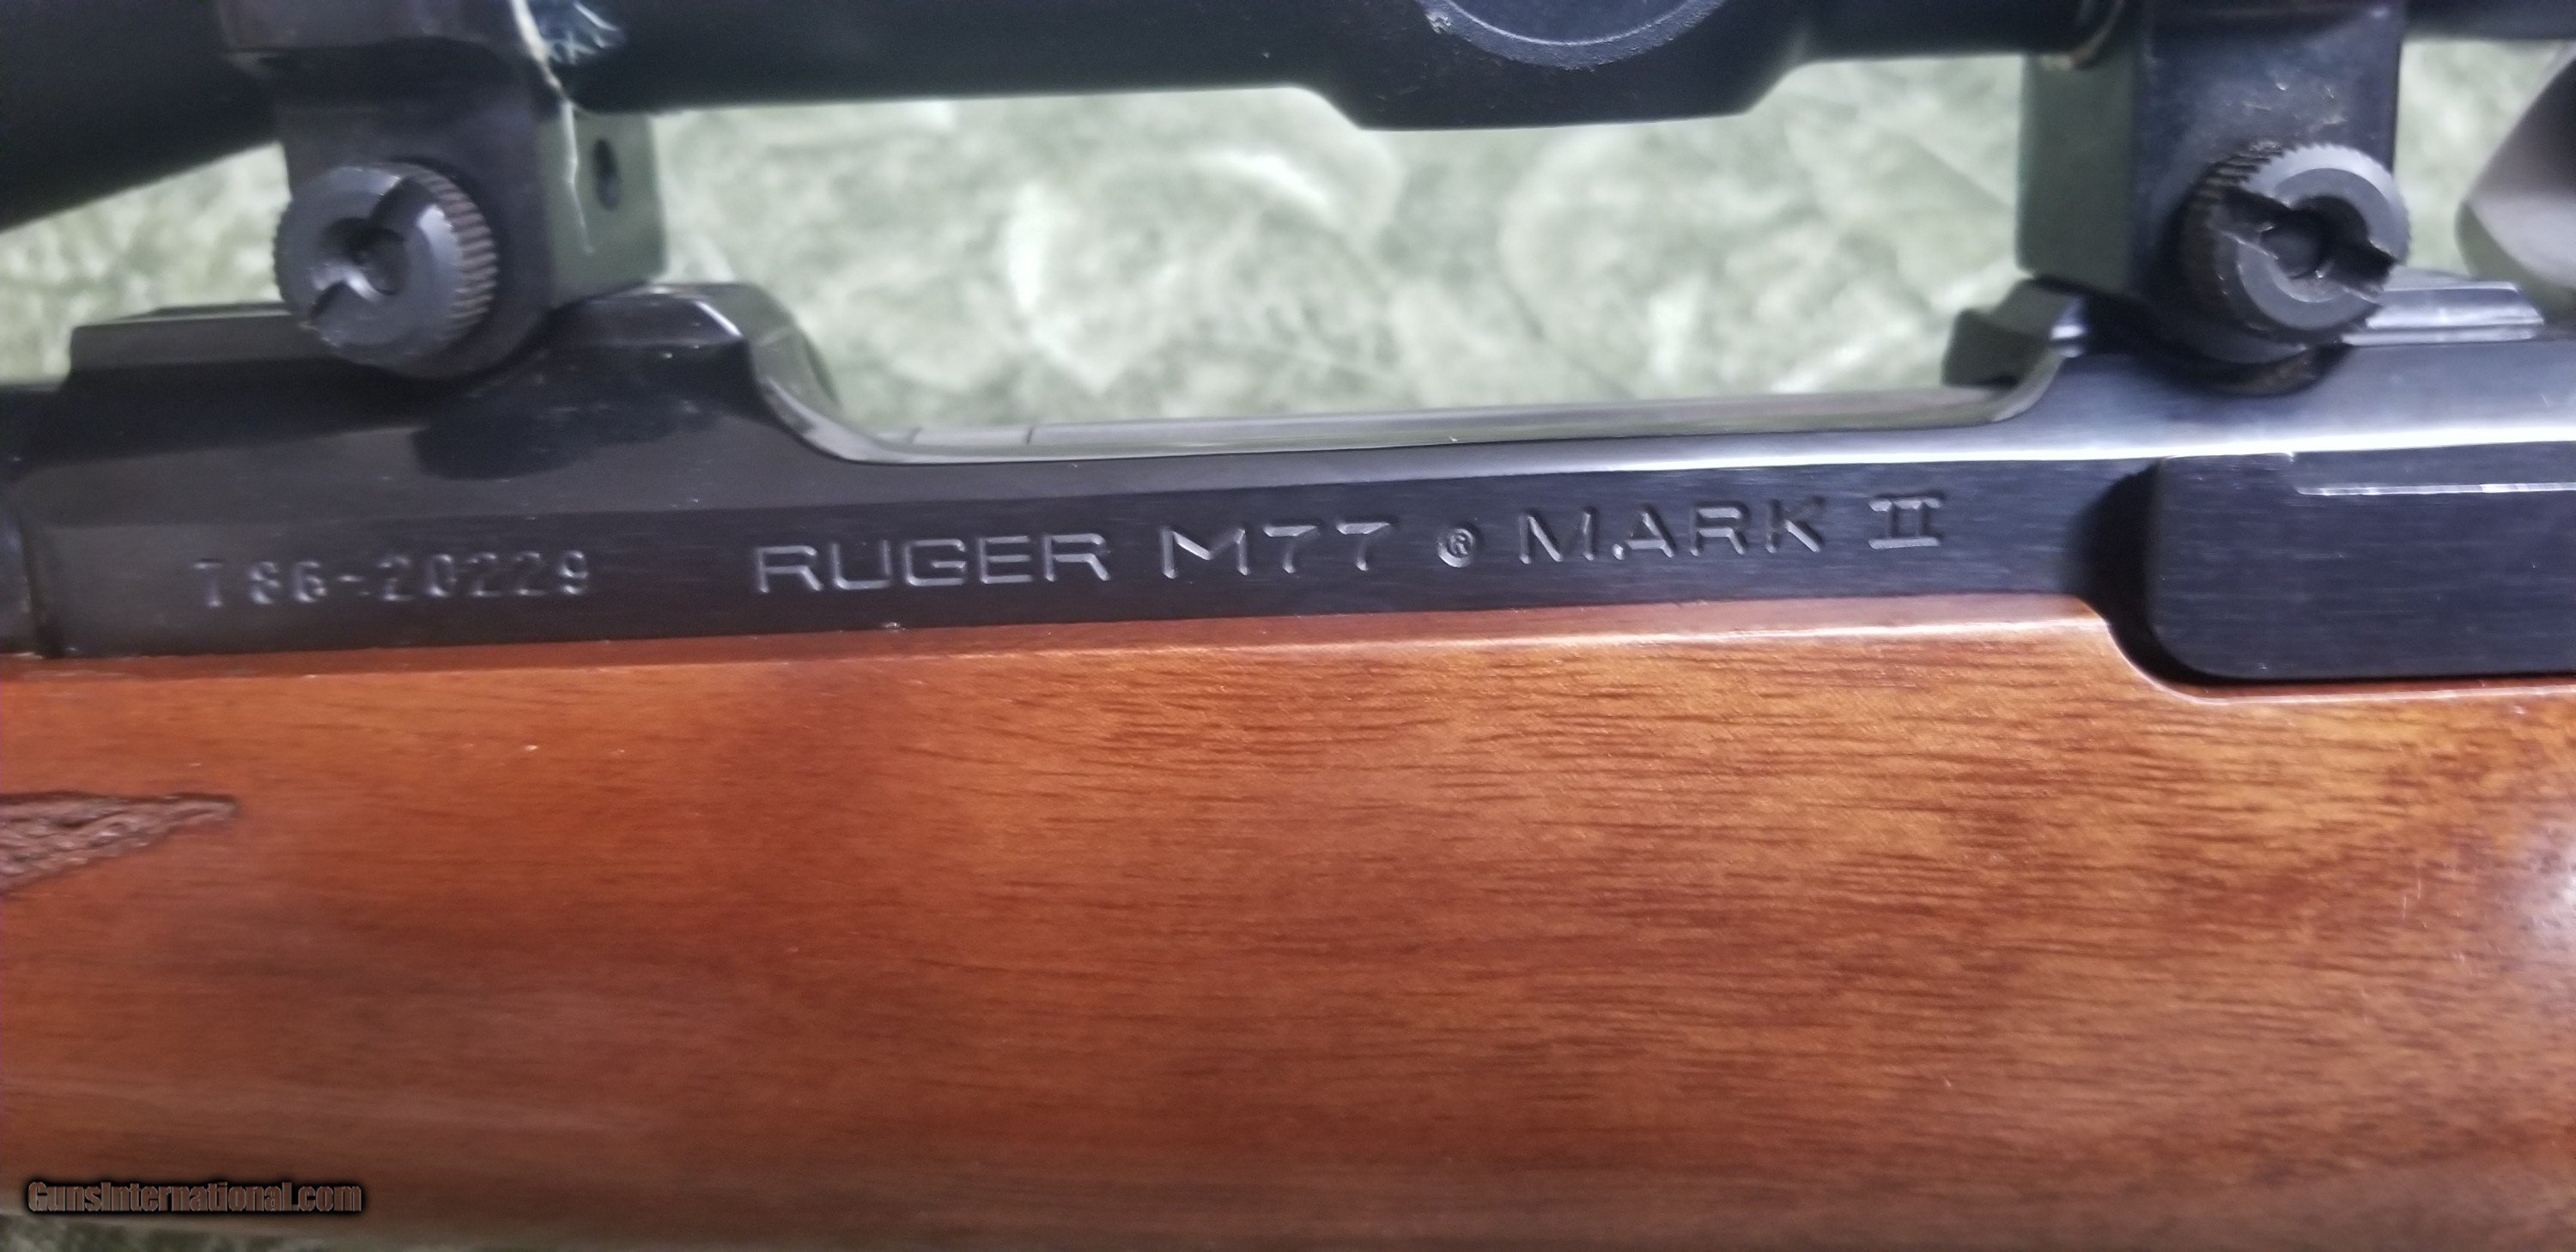 786-20229 RUGER M77 ® MARK II
GunsInternational.com